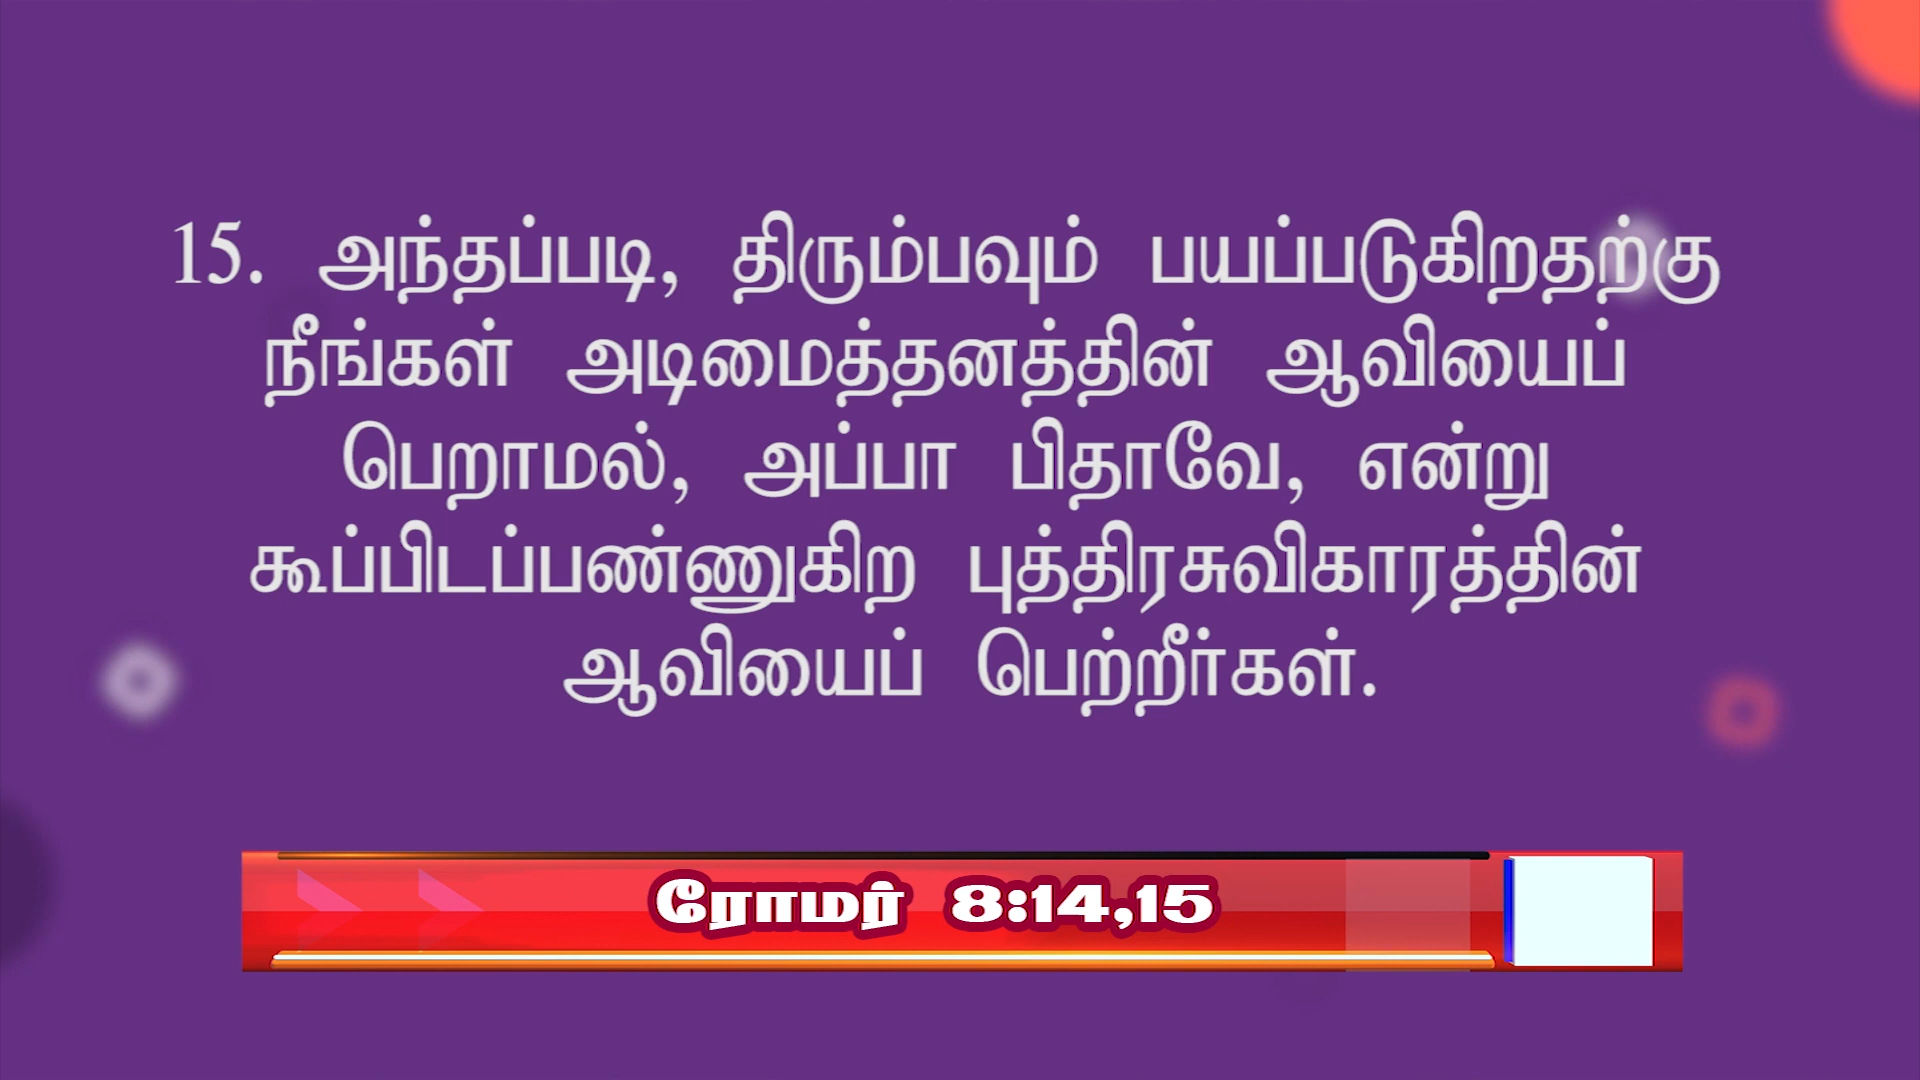 15. அந்தப்படி, திரும்பவும் பயப்படுகிறதற்கு
நீங்கள் அடிமைத்தனத்தின் ஆவியைப்
பெறாமல், அப்பா பிதாவே, என்று
கூப்பிடப்பண்ணுகிற புத்திரசுவிகாரத்தின்
ஆவியைப் பெற்றீர்கள்.
ரோமர் 8:14,15